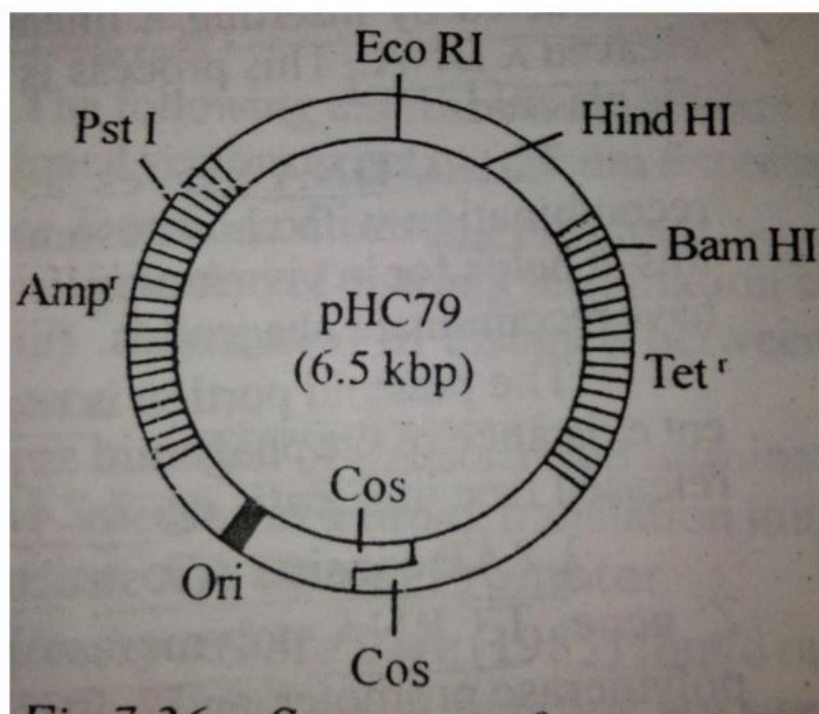 Eco RI
Pst I
Hind HI
Bam HI
Amp^r
pHC79
(6.5 kbp)
Tet ^r
Cos
Ori
Cos